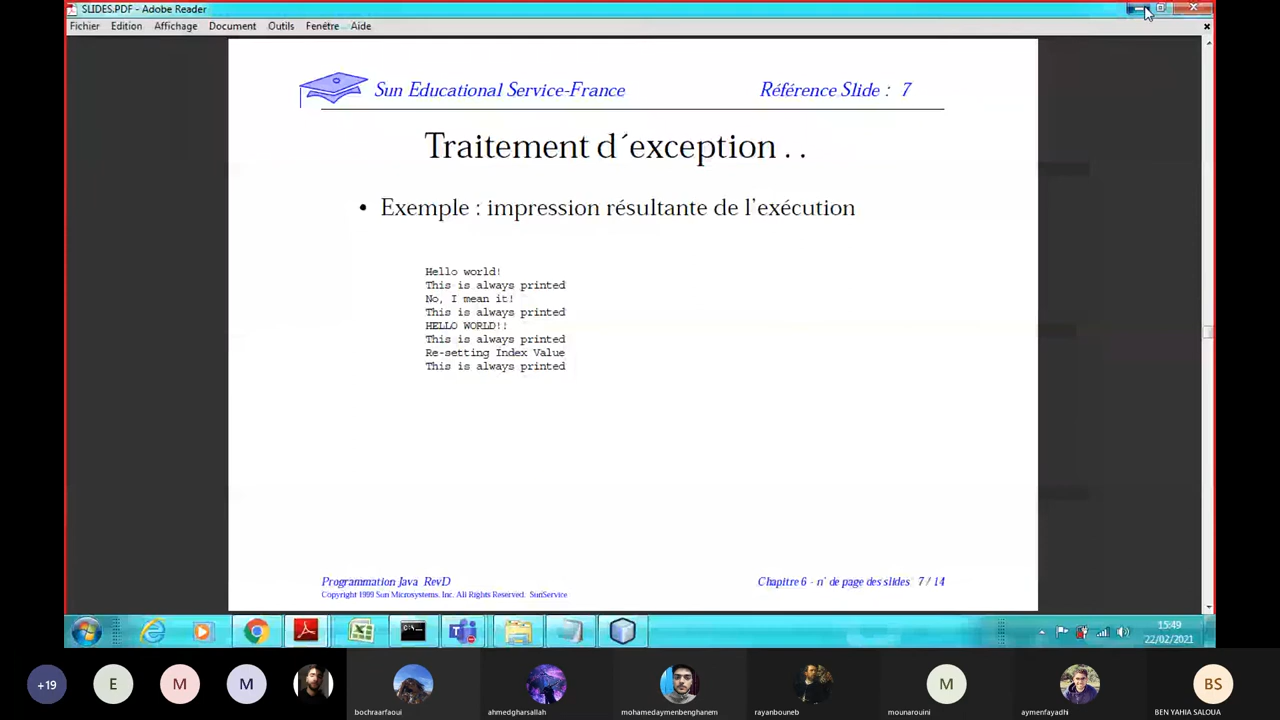 SLIDES.PDF - Adobe Reader
Fichier Edition Affichage Document Outils Fenêtre Aide
Sun Educational Service-France Référence Slide : 7
Traitement d´exception . .
• Exemple : impression résultante de l'exécution
Hello world!
This is always printed
No, I mean it!
This is always printed
HELLO WORLD!!
This is always printed
Re-setting Index Value
This is always printed
Programmation Java RevD Chapitre 6 - n° de page des slides 7 / 14
Copyright 1999 Sun Microsystems. Inc. All Rights Reserved. SunService
15:49
22/02/2021
+19 E M M M BS
bochraarfaoui ahmedgharsallah mohamedaymenbenghanem rayanbouneb mounarouini aymenfayadhi BEN YAHIA SALOUA